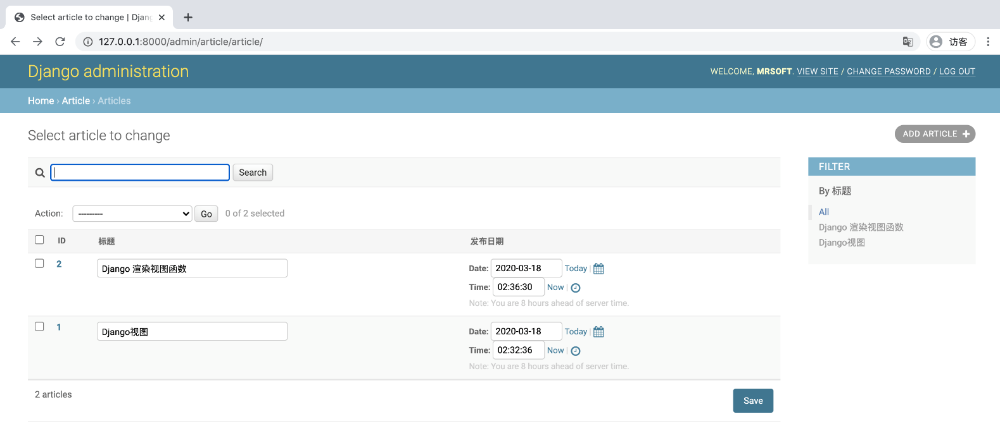 Select article to change | Djang
127.0.0.1:8000/admin/article/article/
访客
Django administration
WELCOME, MRSOFT. VIEW SITE / CHANGE PASSWORD / LOG OUT
Home › Article › Articles
Select article to change
ADD ARTICLE +
Search
Action: --------- Go 0 of 2 selected
ID 标题 发布日期
2 Django 渲染视图函数 Date: 2020-03-18 Today |
Time: 02:36:30 Now |
Note: You are 8 hours ahead of server time.
1 Django视图 Date: 2020-03-18 Today |
Time: 02:32:36 Now |
Note: You are 8 hours ahead of server time.
2 articles
Save
FILTER
By 标题
All
Django 渲染视图函数
Django视图